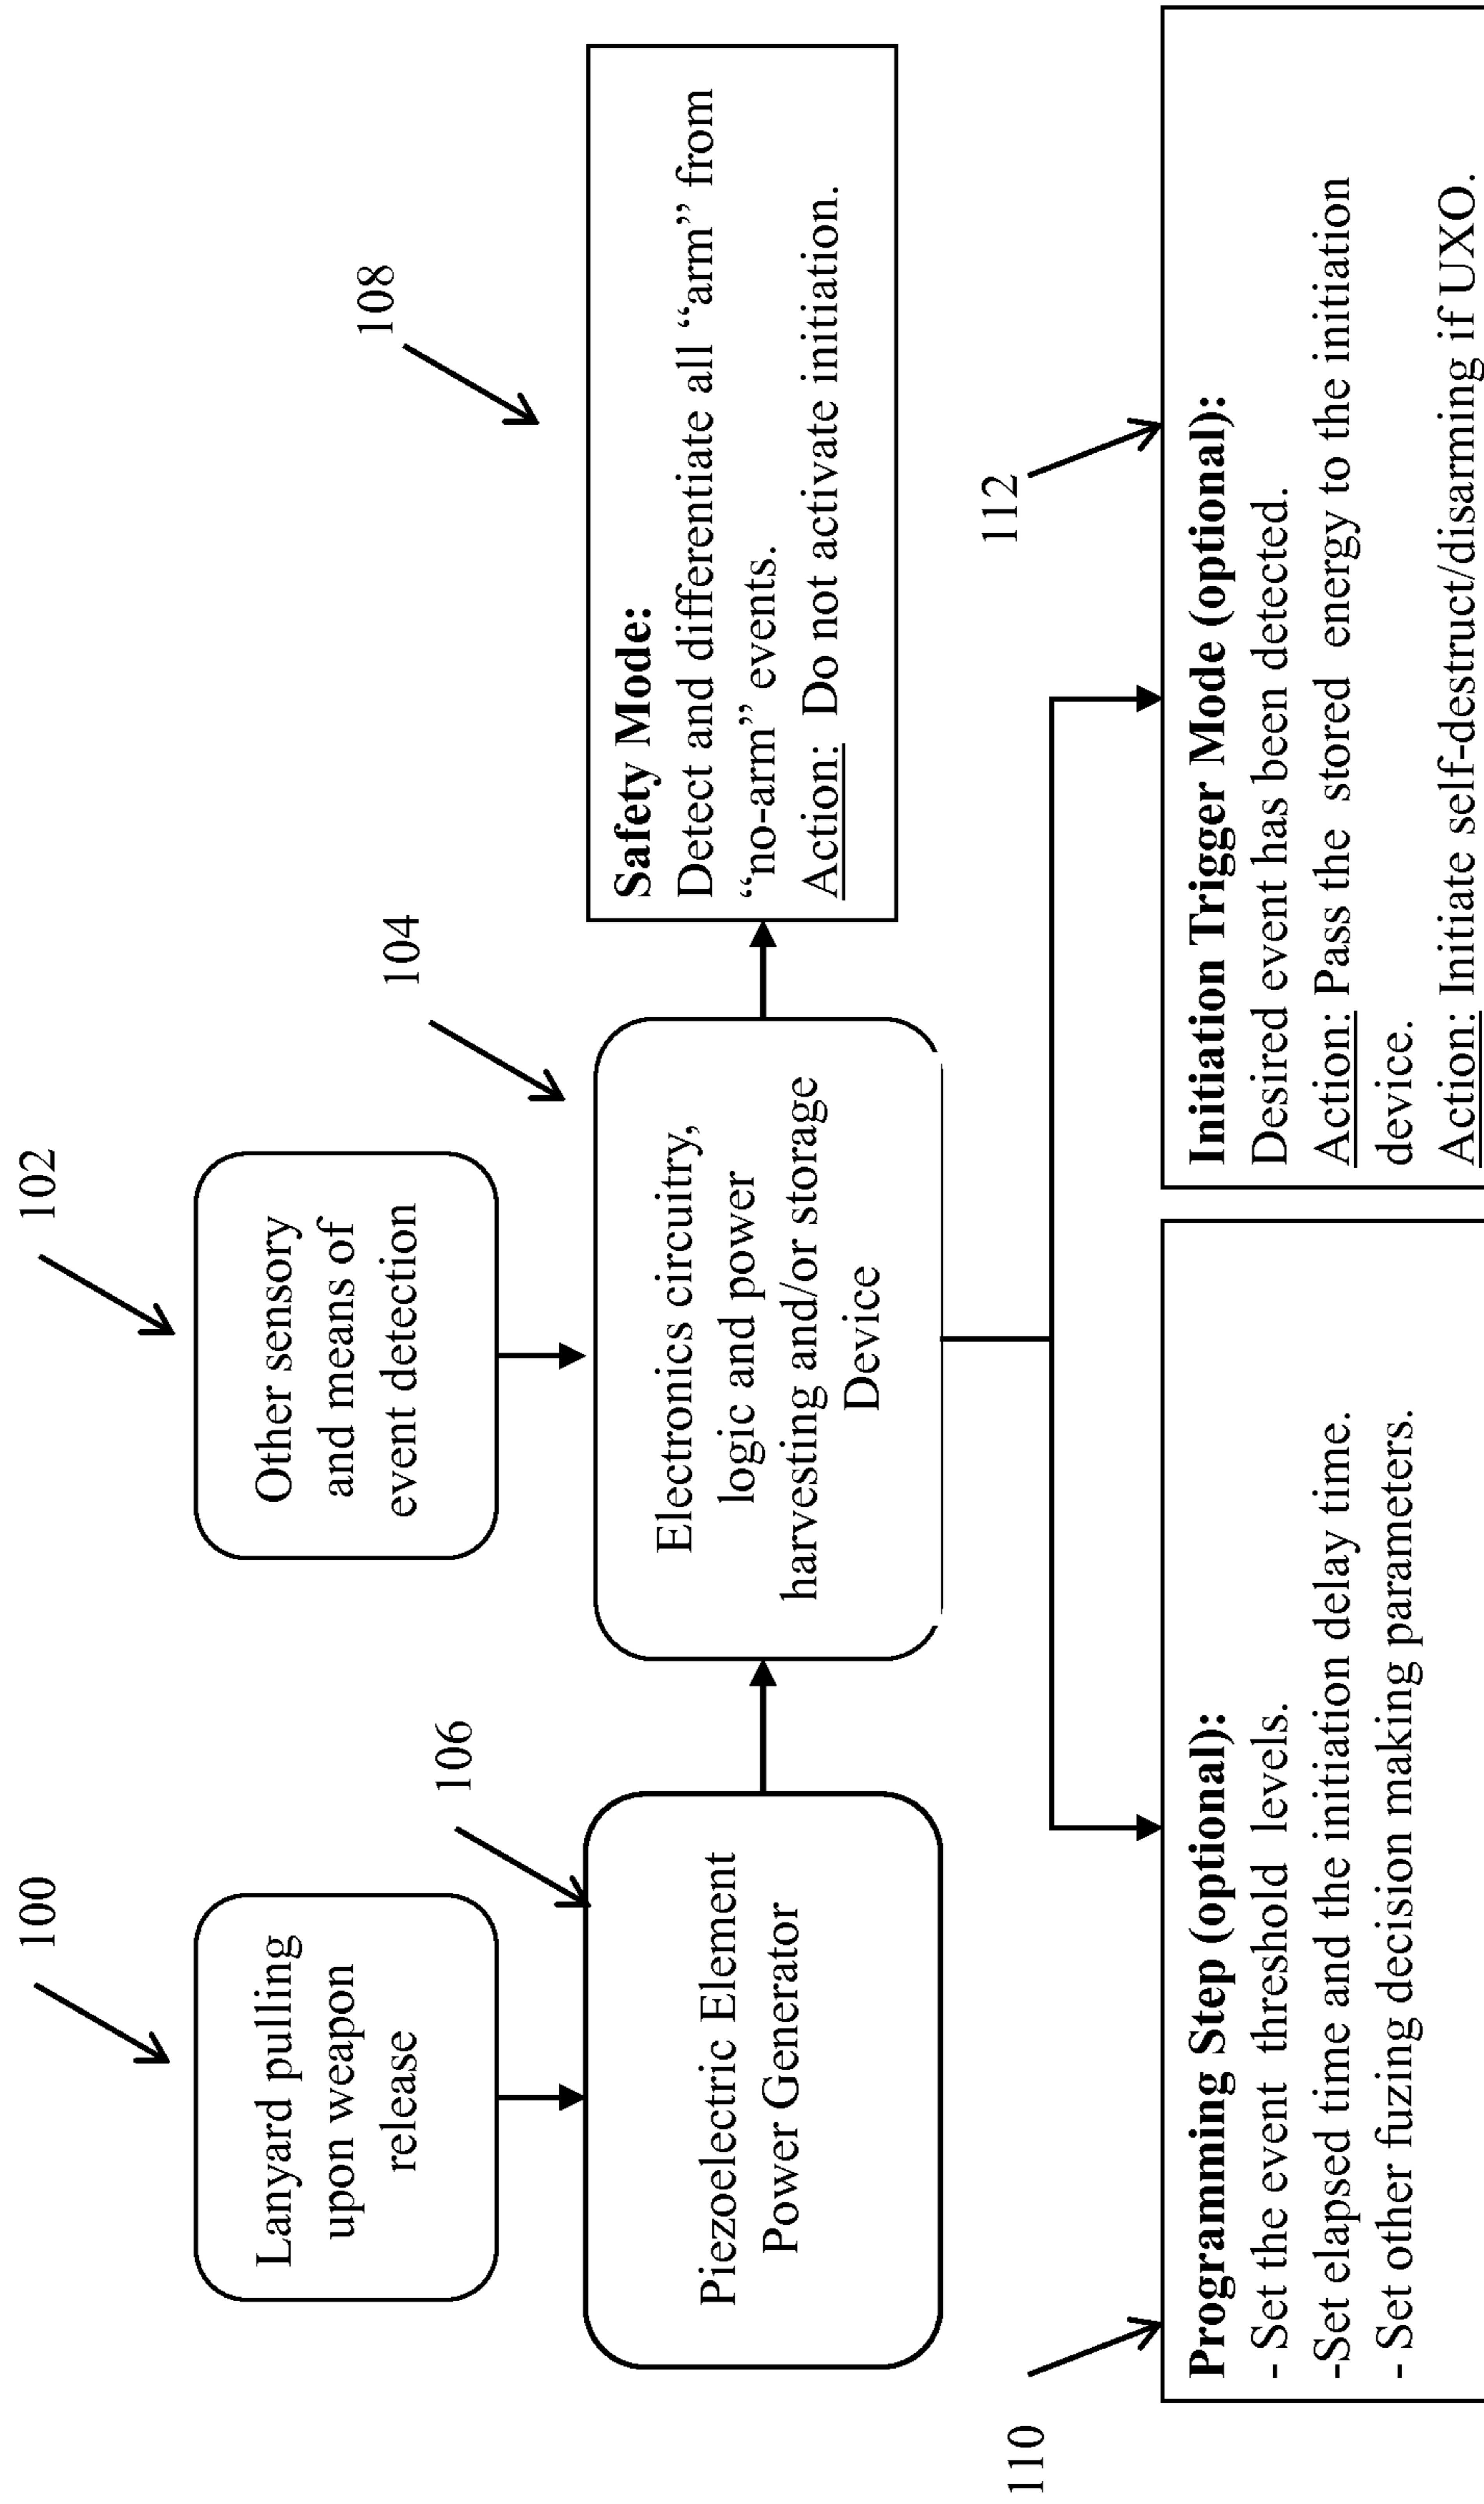 100
102
Lanyard pulling
upon weapon
release
Other sensory
and means of
event detection
106
104
108
Piezoelectric Element
Power Generator
Electronics circuitry,
logic and power
harvesting and/or storage
Device
Safety Mode:
Detect and differentiate all “arm” from
“no-arm” events.
Action: Do not activate initiation.
110
112
Programming Step (optional):
- Set the event threshold levels.
-Set elapsed time and the initiation delay time.
- Set other fuzing decision making parameters.
Initiation Trigger Mode (optional):
Desired event has been detected.
Action: Pass the stored energy to the initiation
device.
Action: Initiate self-destruct/disarming if UXO.